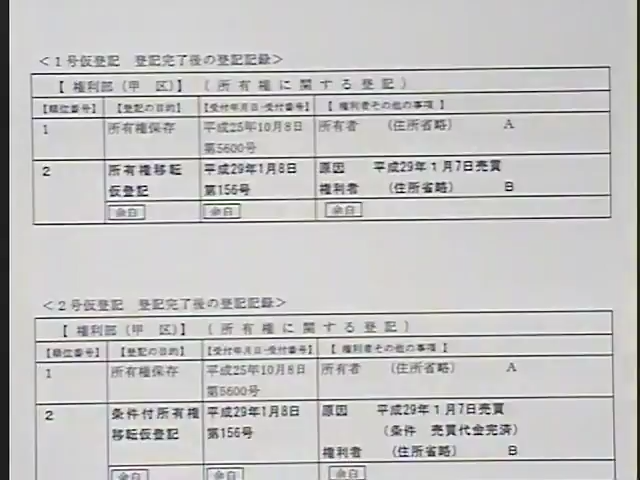 <1号仮登記 登記完了後の登記記録>
【 権利部(甲 区)】 (所有権に関する登記)
【順位番号】 【登記の目的】 【受付年月日・受付番号】 【 権利者その他の事項 】
1 所有権保存 平成25年10月8日 所有者 (住所省略) A
第5600号
2 所有権移転 平成29年1月8日 原因 平成29年1月7日売買
仮登記 第156号 権利者 (住所省略) B
余白 余白 余白
<2号仮登記 登記完了後の登記記録>
【 権利部(甲 区)】 (所有権に関する登記)
【順位番号】 【登記の目的】 【受付年月日・受付番号】 【 権利者その他の事項 】
1 所有権保存 平成25年10月8日 所有者 (住所省略) A
第5600号
2 条件付所有権 平成29年1月8日 原因 平成29年1月7日売買
移転仮登記 第156号 (条件 売買代金完済)
権利者 (住所省略) B
余白 余白 余白